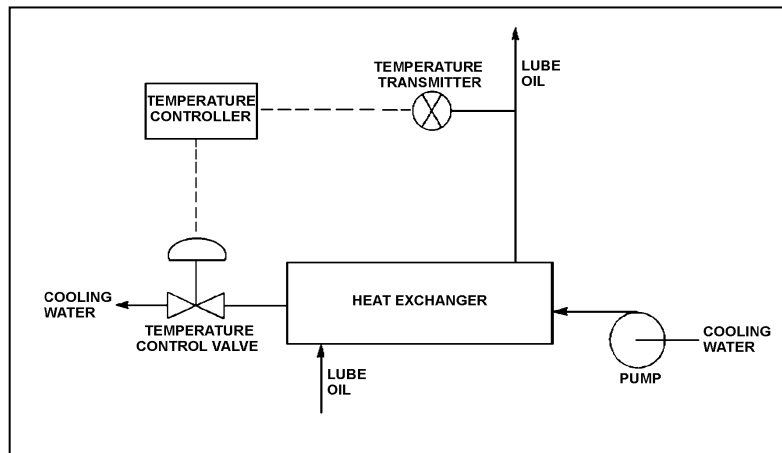 TEMPERATURE
TRANSMITTER
LUBE
OIL
TEMPERATURE
CONTROLLER
COOLING
WATER
TEMPERATURE
CONTROL VALVE
HEAT EXCHANGER
LUBE
OIL
PUMP
COOLING
WATER